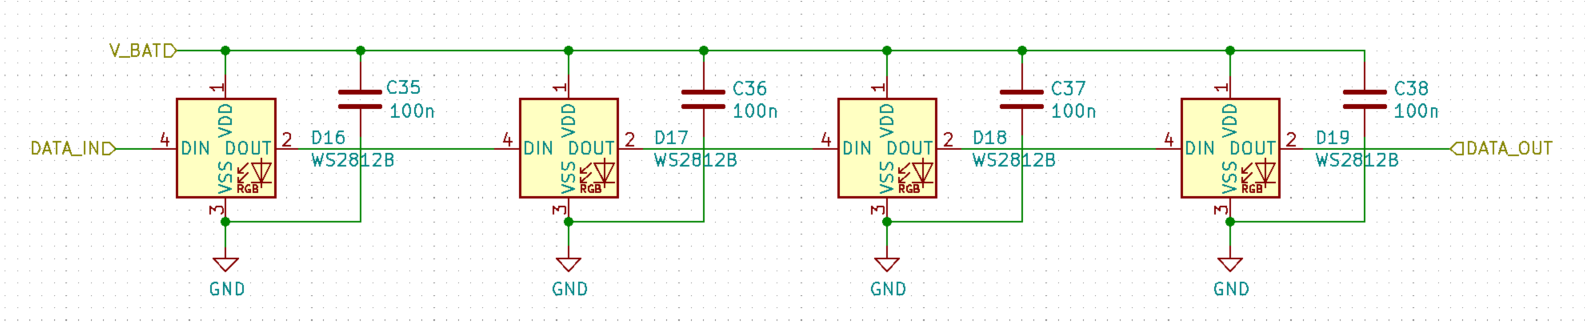 V_BAT
C35
100n
C36
100n
C37
100n
C38
100n
1
1
1
1
DATA_IN
4
DIN
VDD
DOUT
VSS
RGB
2
3
D16
WS2812B
4
DIN
VDD
DOUT
VSS
RGB
2
3
D17
WS2812B
4
DIN
VDD
DOUT
VSS
RGB
2
3
D18
WS2812B
4
DIN
VDD
DOUT
VSS
RGB
2
3
D19
WS2812B
DATA_OUT
GND
GND
GND
GND